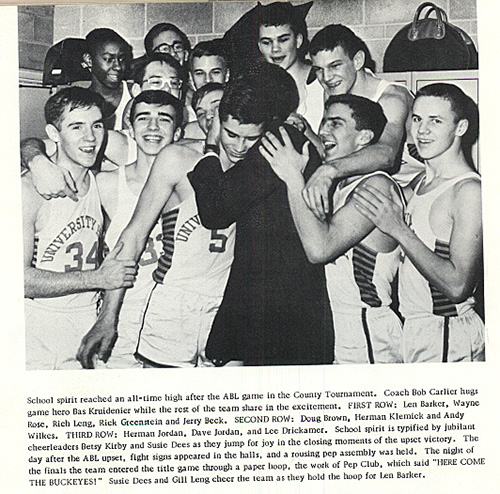 UNIVERSITY
34
UNIV
5
3
School spirit reached an all-time high after the ABL game in the County Tournament. Coach Bob Carlier hugs
game hero Bas Kruidenier while the rest of the team share in the excitement. FIRST ROW: Len Barker, Wayne
Rose, Rich Leng, Rick Greenstein and Jerry Beck. SECOND ROW: Doug Brown, Herman Klemick and Andy
Wilkes. THIRD ROW: Herman Jordan, Dave Jordan, and Lee Drickamer. School spirit is typified by jubilant
cheerleaders Betsy Kirby and Susie Dees as they jump for joy in the closing moments of the upset victory. The
day after the ABL upset, fight signs appeared in the halls, and a rousing pep assembly was held. The night of
the finals the team entered the title game through a paper hoop, the work of Pep Club, which said "HERE COME
THE BUCKEYES!" Susie Dees and Gill Leng cheer the team as they hold the hoop for Len Barker.